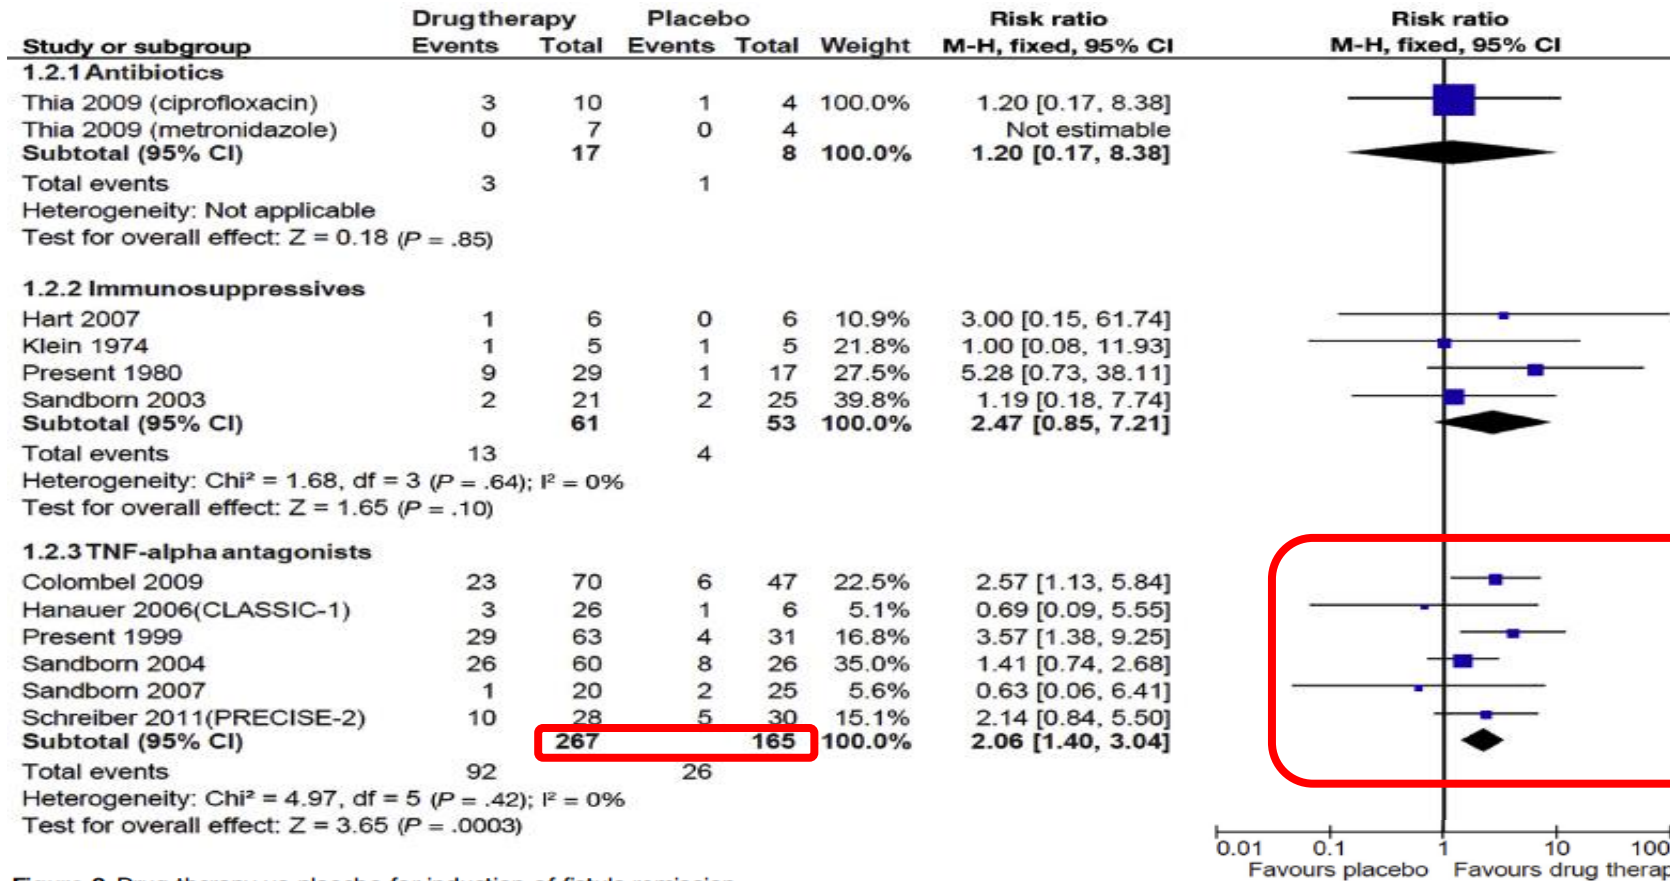 Drug therapy Placebo Risk ratio Risk ratio
Study or subgroup Events Total Events Total Weight M-H, fixed, 95% CI M-H, fixed, 95% CI
1.2.1 Antibiotics
Thia 2009 (ciprofloxacin) 3 10 1 4 100.0% 1.20 [0.17, 8.38]
Thia 2009 (metronidazole) 0 7 0 4 Not estimable
Subtotal (95% CI) 17 8 100.0% 1.20 [0.17, 8.38]
Total events 3 1
Heterogeneity: Not applicable
Test for overall effect: Z = 0.18 (P = .85)
1.2.2 Immunosuppressives
Hart 2007 1 6 0 6 10.9% 3.00 [0.15, 61.74]
Klein 1974 1 5 1 5 21.8% 1.00 [0.08, 11.93]
Present 1980 9 29 1 17 27.5% 5.28 [0.73, 38.11]
Sandborn 2003 2 21 2 25 39.8% 1.19 [0.18, 7.74]
Subtotal (95% CI) 61 53 100.0% 2.47 [0.85, 7.21]
Total events 13 4
Heterogeneity: Chi² = 1.68, df = 3 (P = .64); I² = 0%
Test for overall effect: Z = 1.65 (P = .10)
1.2.3 TNF-alpha antagonists
Colombel 2009 23 70 6 47 22.5% 2.57 [1.13, 5.84]
Hanauer 2006(CLASSIC-1) 3 26 1 6 5.1% 0.69 [0.09, 5.55]
Present 1999 29 63 4 31 16.8% 3.57 [1.38, 9.25]
Sandborn 2004 26 60 8 26 35.0% 1.41 [0.74, 2.68]
Sandborn 2007 1 20 2 25 5.6% 0.63 [0.06, 6.41]
Schreiber 2011(PRECISE-2) 10 28 5 30 15.1% 2.14 [0.84, 5.50]
Subtotal (95% CI) 267 165 100.0% 2.06 [1.40, 3.04]
Total events 92 26
Heterogeneity: Chi² = 4.97, df = 5 (P = .42); I² = 0%
Test for overall effect: Z = 3.65 (P = .0003)
0.01 0.1 1 10 100
Favours placebo Favours drug therap